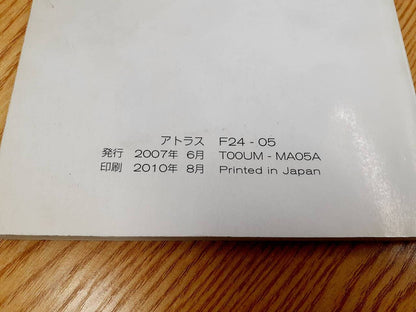 アトラス F24 - 05
発行 2007年 6月 T00UM - MA05A
印刷 2010年 8月 Printed in Japan